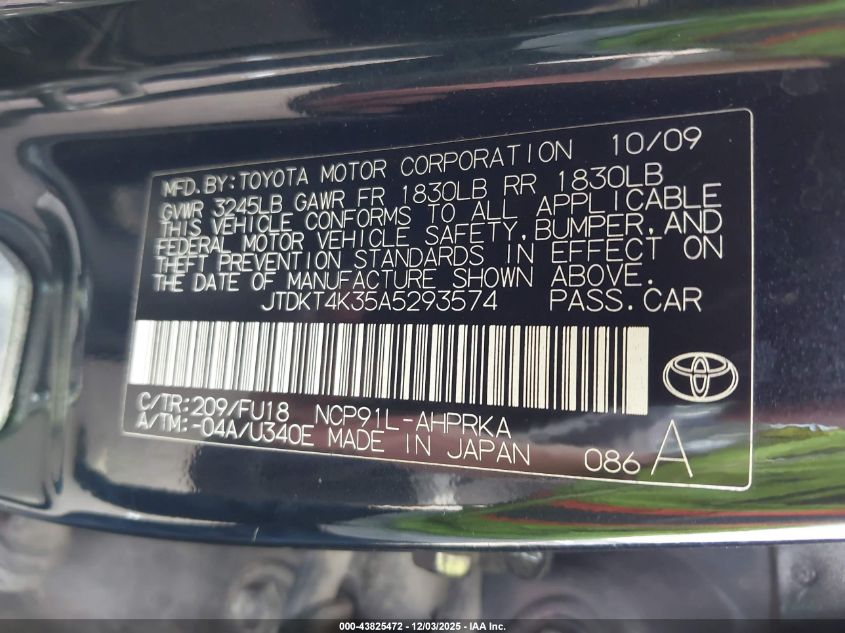 MFD. BY: TOYOTA MOTOR CORPORATION 10/09
GVWR 3245LB GAWR FR 1830LB RR 1830LB
THIS VEHICLE CONFORMS TO ALL APPLICABLE
FEDERAL MOTOR VEHICLE SAFETY, BUMPER, AND
THEFT PREVENTION STANDARDS IN EFFECT ON
THE DATE OF MANUFACTURE SHOWN ABOVE.
JTDKT4K35A5293574 PASS. CAR
C/TR: 209/FU18 NCP91L-AHPRKA
A/TM: -04A/U340E MADE IN JAPAN
086 A
000-43825472 - 12/03/2025 - IAA Inc.